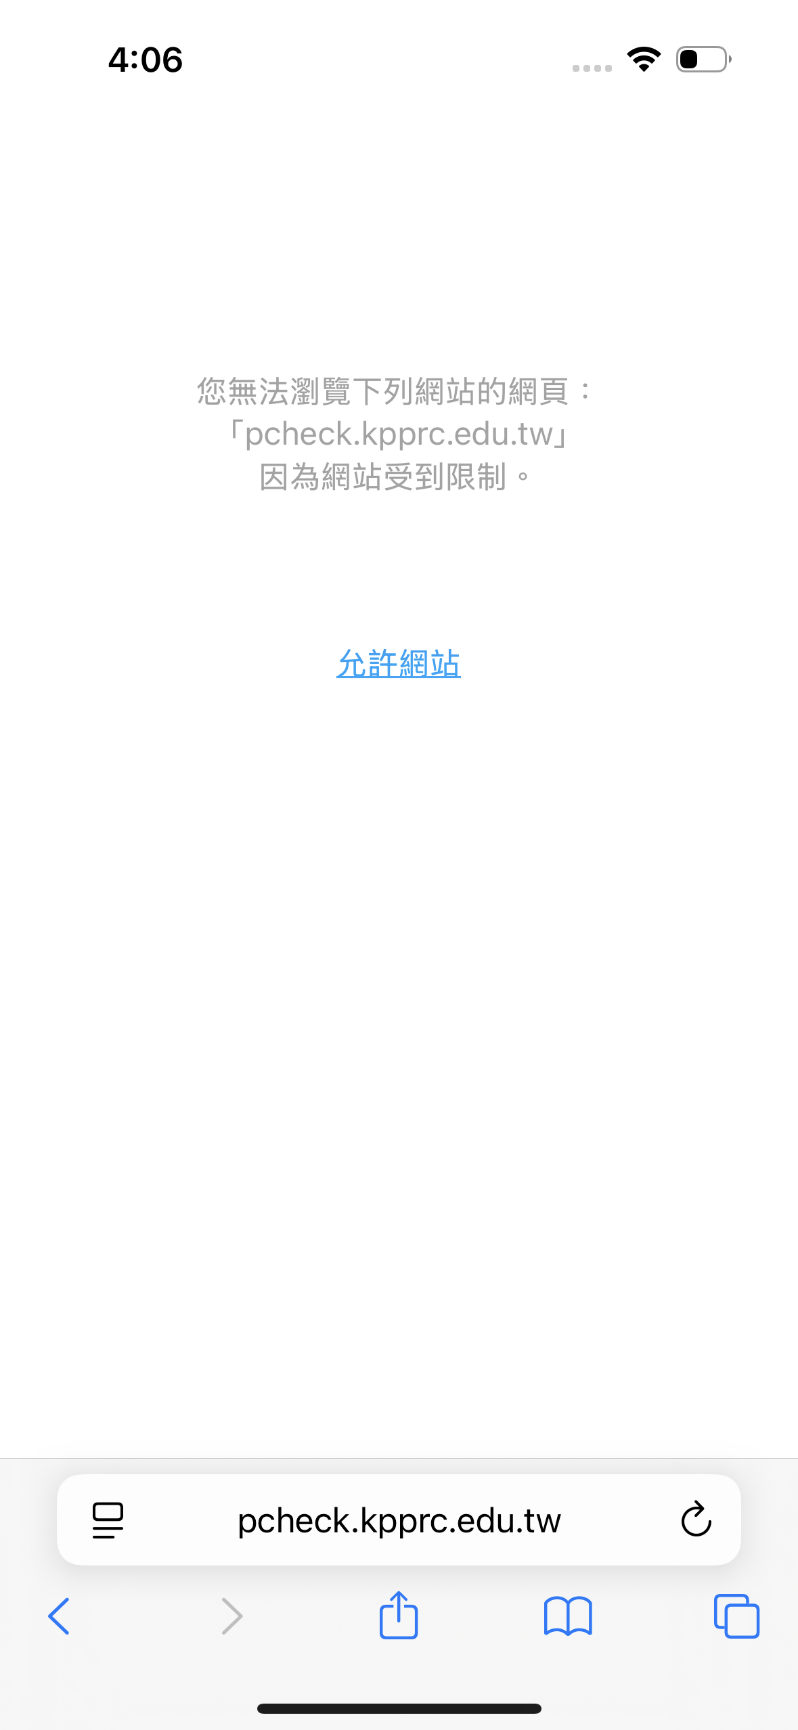 4:06
您無法瀏覽下列網站的網頁：
「pcheck.kpprc.edu.tw」
因為網站受到限制。
允許網站
pcheck.kpprc.edu.tw